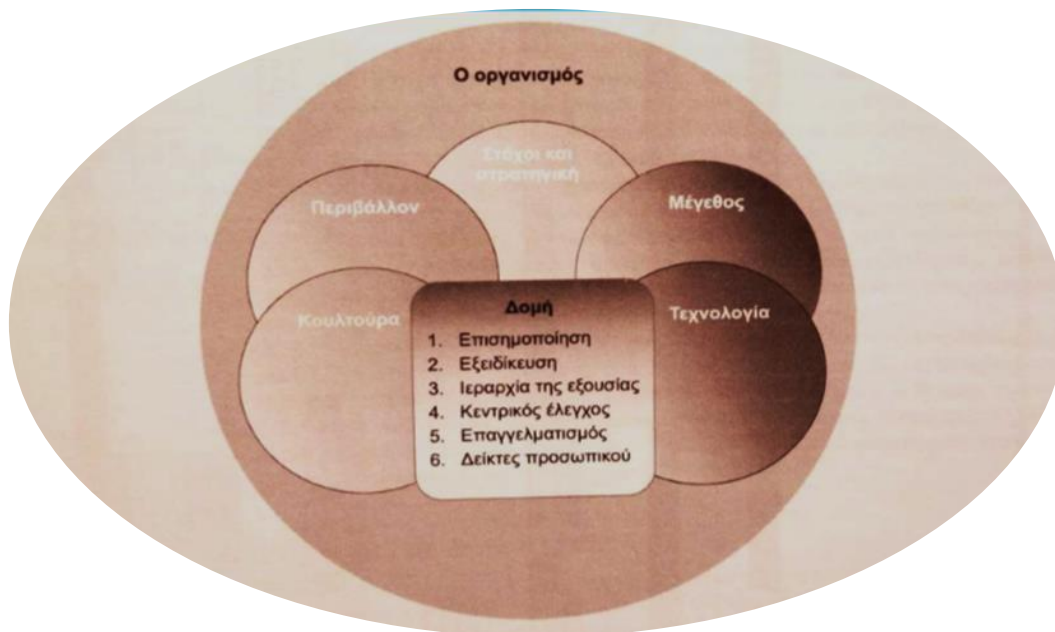 Ο οργανισμός
Στόχοι και
στρατηγική
Περιβάλλον
Μέγεθος
Κουλτούρα
Τεχνολογία
Δομή
1. Επισημοποίηση
2. Εξειδίκευση
3. Ιεραρχία της εξουσίας
4. Κεντρικός έλεγχος
5. Επαγγελματισμός
6. Δείκτες προσωπικού